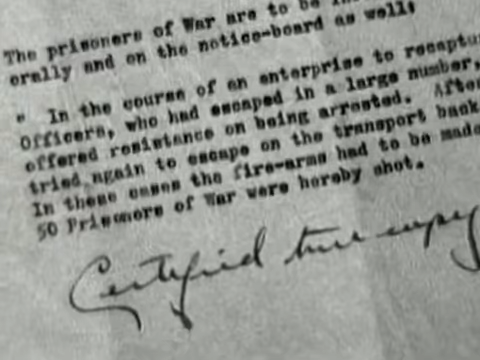 The prisoners of War are to be
orally and on the notice-board as well:
" In the course of an enterprise to recaptu
Officers, who had escaped in a large number,
offered resistance on being arrested. After
tried again to escape on the transport back
In these cases the fire-arms had to be made
50 Prisoners of War were hereby shot.
Certified true copy